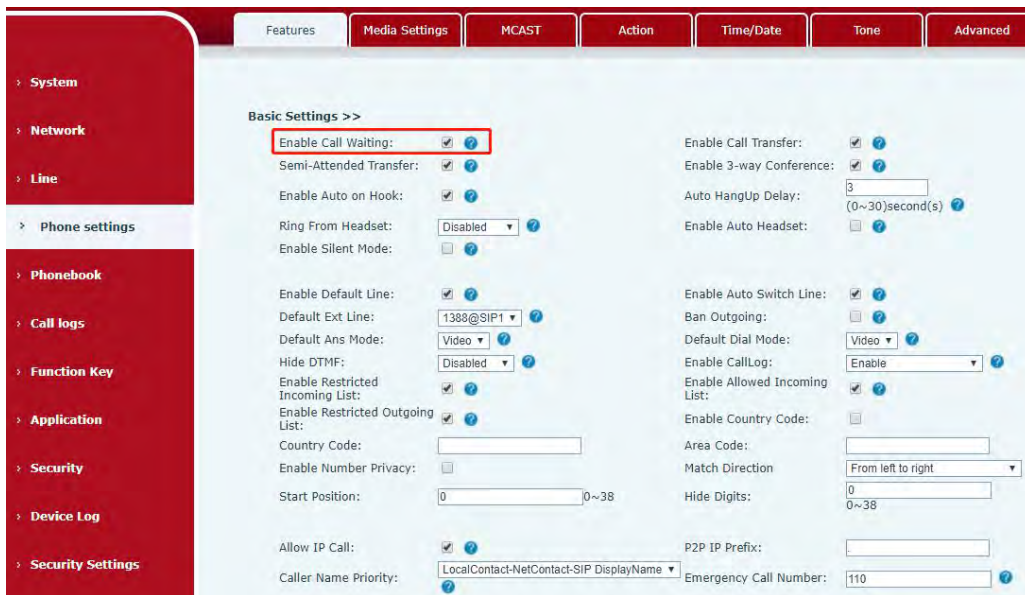 Features Media Settings MCAST Action Time/Date Tone Advanced
› System
› Network
› Line
› Phone settings
› Phonebook
› Call logs
› Function Key
› Application
› Security
› Device Log
› Security Settings
Basic Settings >>
Enable Call Waiting: Enable Call Transfer:
Semi-Attended Transfer: Enable 3-way Conference:
Enable Auto on Hook: Auto HangUp Delay: 3
(0~30)second(s)
Ring From Headset: Disabled Enable Auto Headset:
Enable Silent Mode:
Enable Default Line: Enable Auto Switch Line:
Default Ext Line: 1388@SIP1 Ban Outgoing:
Default Ans Mode: Video Default Dial Mode: Video
Hide DTMF: Disabled Enable CallLog: Enable
Enable Restricted Incoming List: Enable Allowed Incoming List:
Enable Restricted Outgoing List: Enable Country Code:
Country Code: Area Code:
Enable Number Privacy: Match Direction From left to right
Start Position: 0 0~38 Hide Digits: 0
0~38
Allow IP Call: P2P IP Prefix: .
Caller Name Priority: LocalContact-NetContact-SIP DisplayName Emergency Call Number: 110